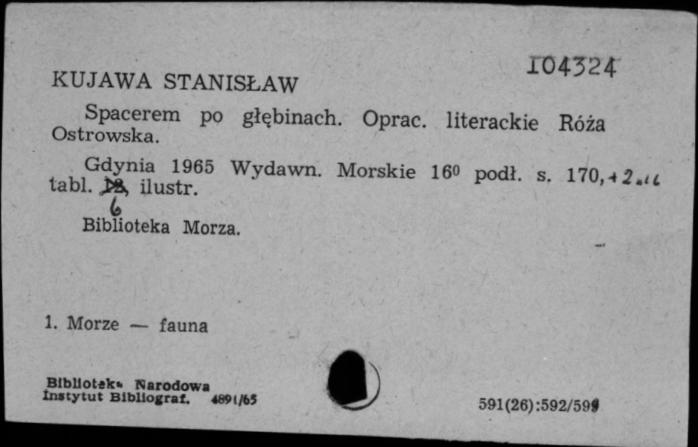 104324
KUJAWA STANISŁAW
Spacerem po głębinach. Oprac. literackie Róża
Ostrowska.
Gdynia 1965 Wydawn. Morskie 16⁰ podł. s. 170, + 2
tabl. ilustr.
6
Biblioteka Morza.
1. Morze — fauna
Biblioteka Narodowa
Instytut Bibliograf. 4891/65
591(26):592/599